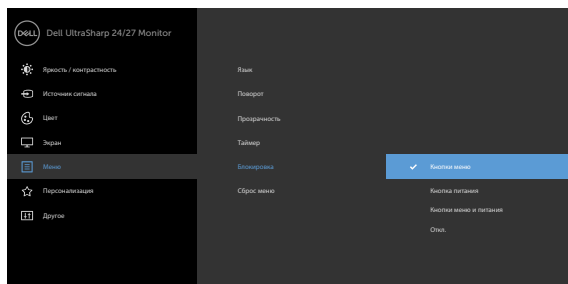 DELL Dell UltraSharp 24/27 Monitor
Яркость / контрастность
Источник сигнала
Цвет
Экран
Меню
Персонализация
Другое
Язык
Поворот
Прозрачность
Таймер
Блокировка
Сброс меню
Кнопки меню
Кнопка питания
Кнопки меню и питания
Откл.